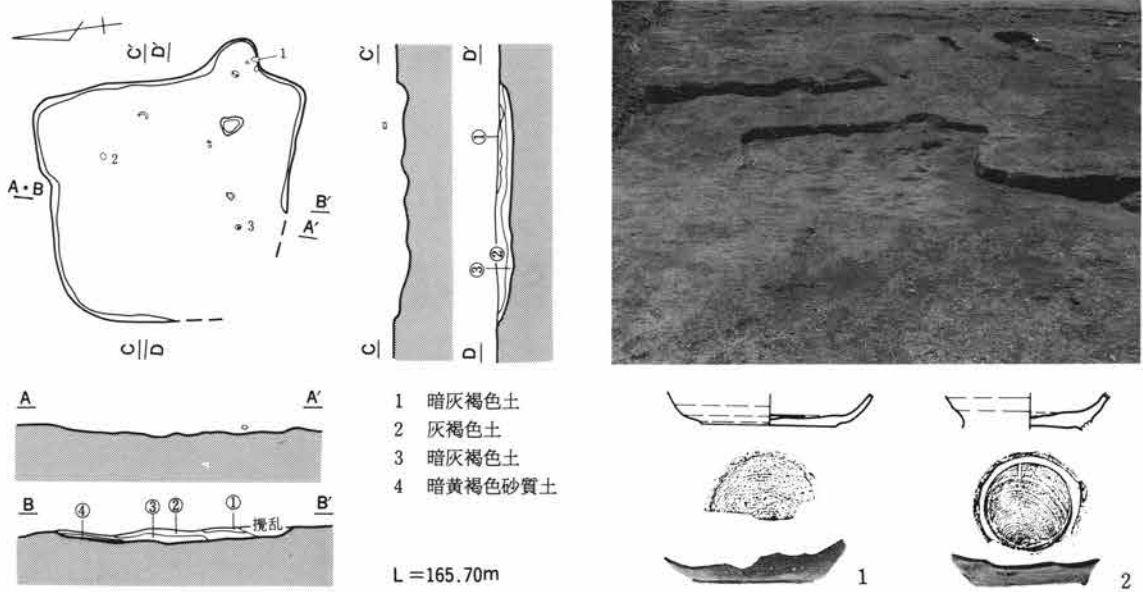 C' D'
1
2
A・B
B'
A'
3
C D
C'
D'
①
②
③
C
D
A A'
B ④ ③ ② ① 攪乱 B'
1 暗灰褐色土
2 灰褐色土
3 暗灰褐色土
4 暗黄褐色砂質土
L=165.70m
1
2